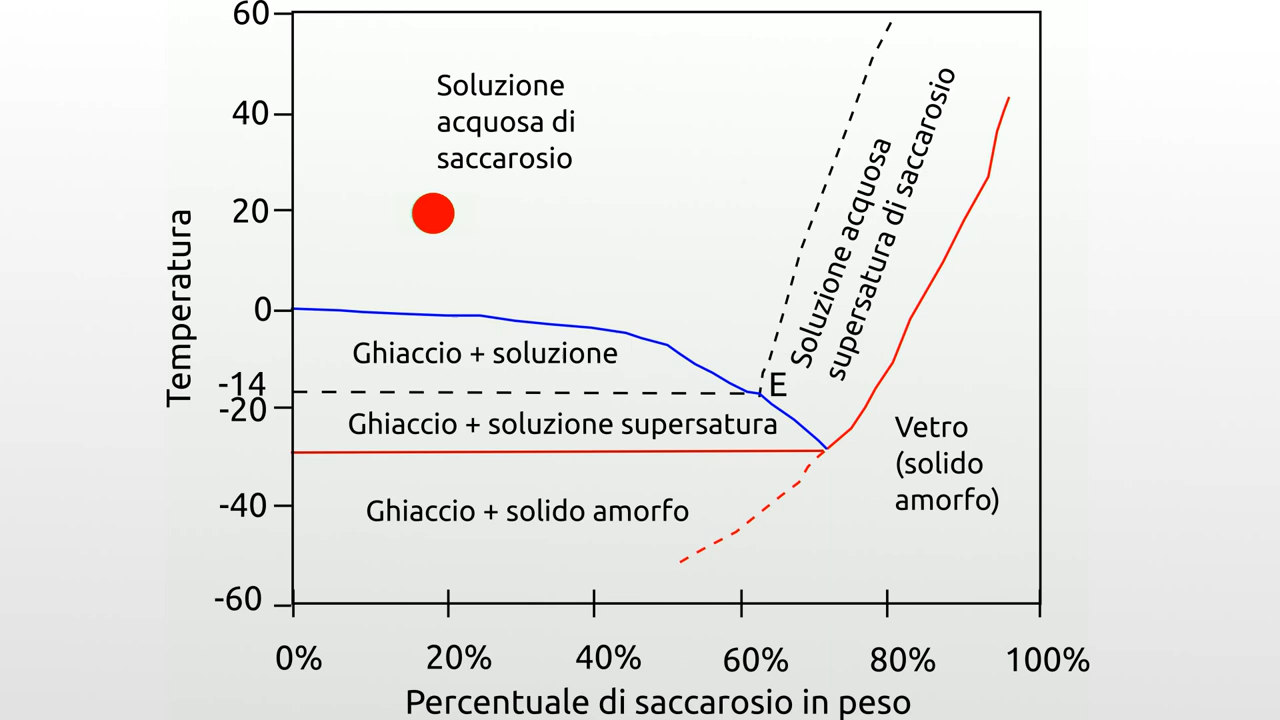 60
40
20
0
-14
-20
-40
-60
Temperatura
Soluzione
acquosa di
saccarosio
Soluzione acquosa
supersatura di saccarosio
Ghiaccio + soluzione
E
Ghiaccio + soluzione supersatura
Vetro
(solido
amorfo)
Ghiaccio + solido amorfo
0%
20%
40%
60%
80%
100%
Percentuale di saccarosio in peso